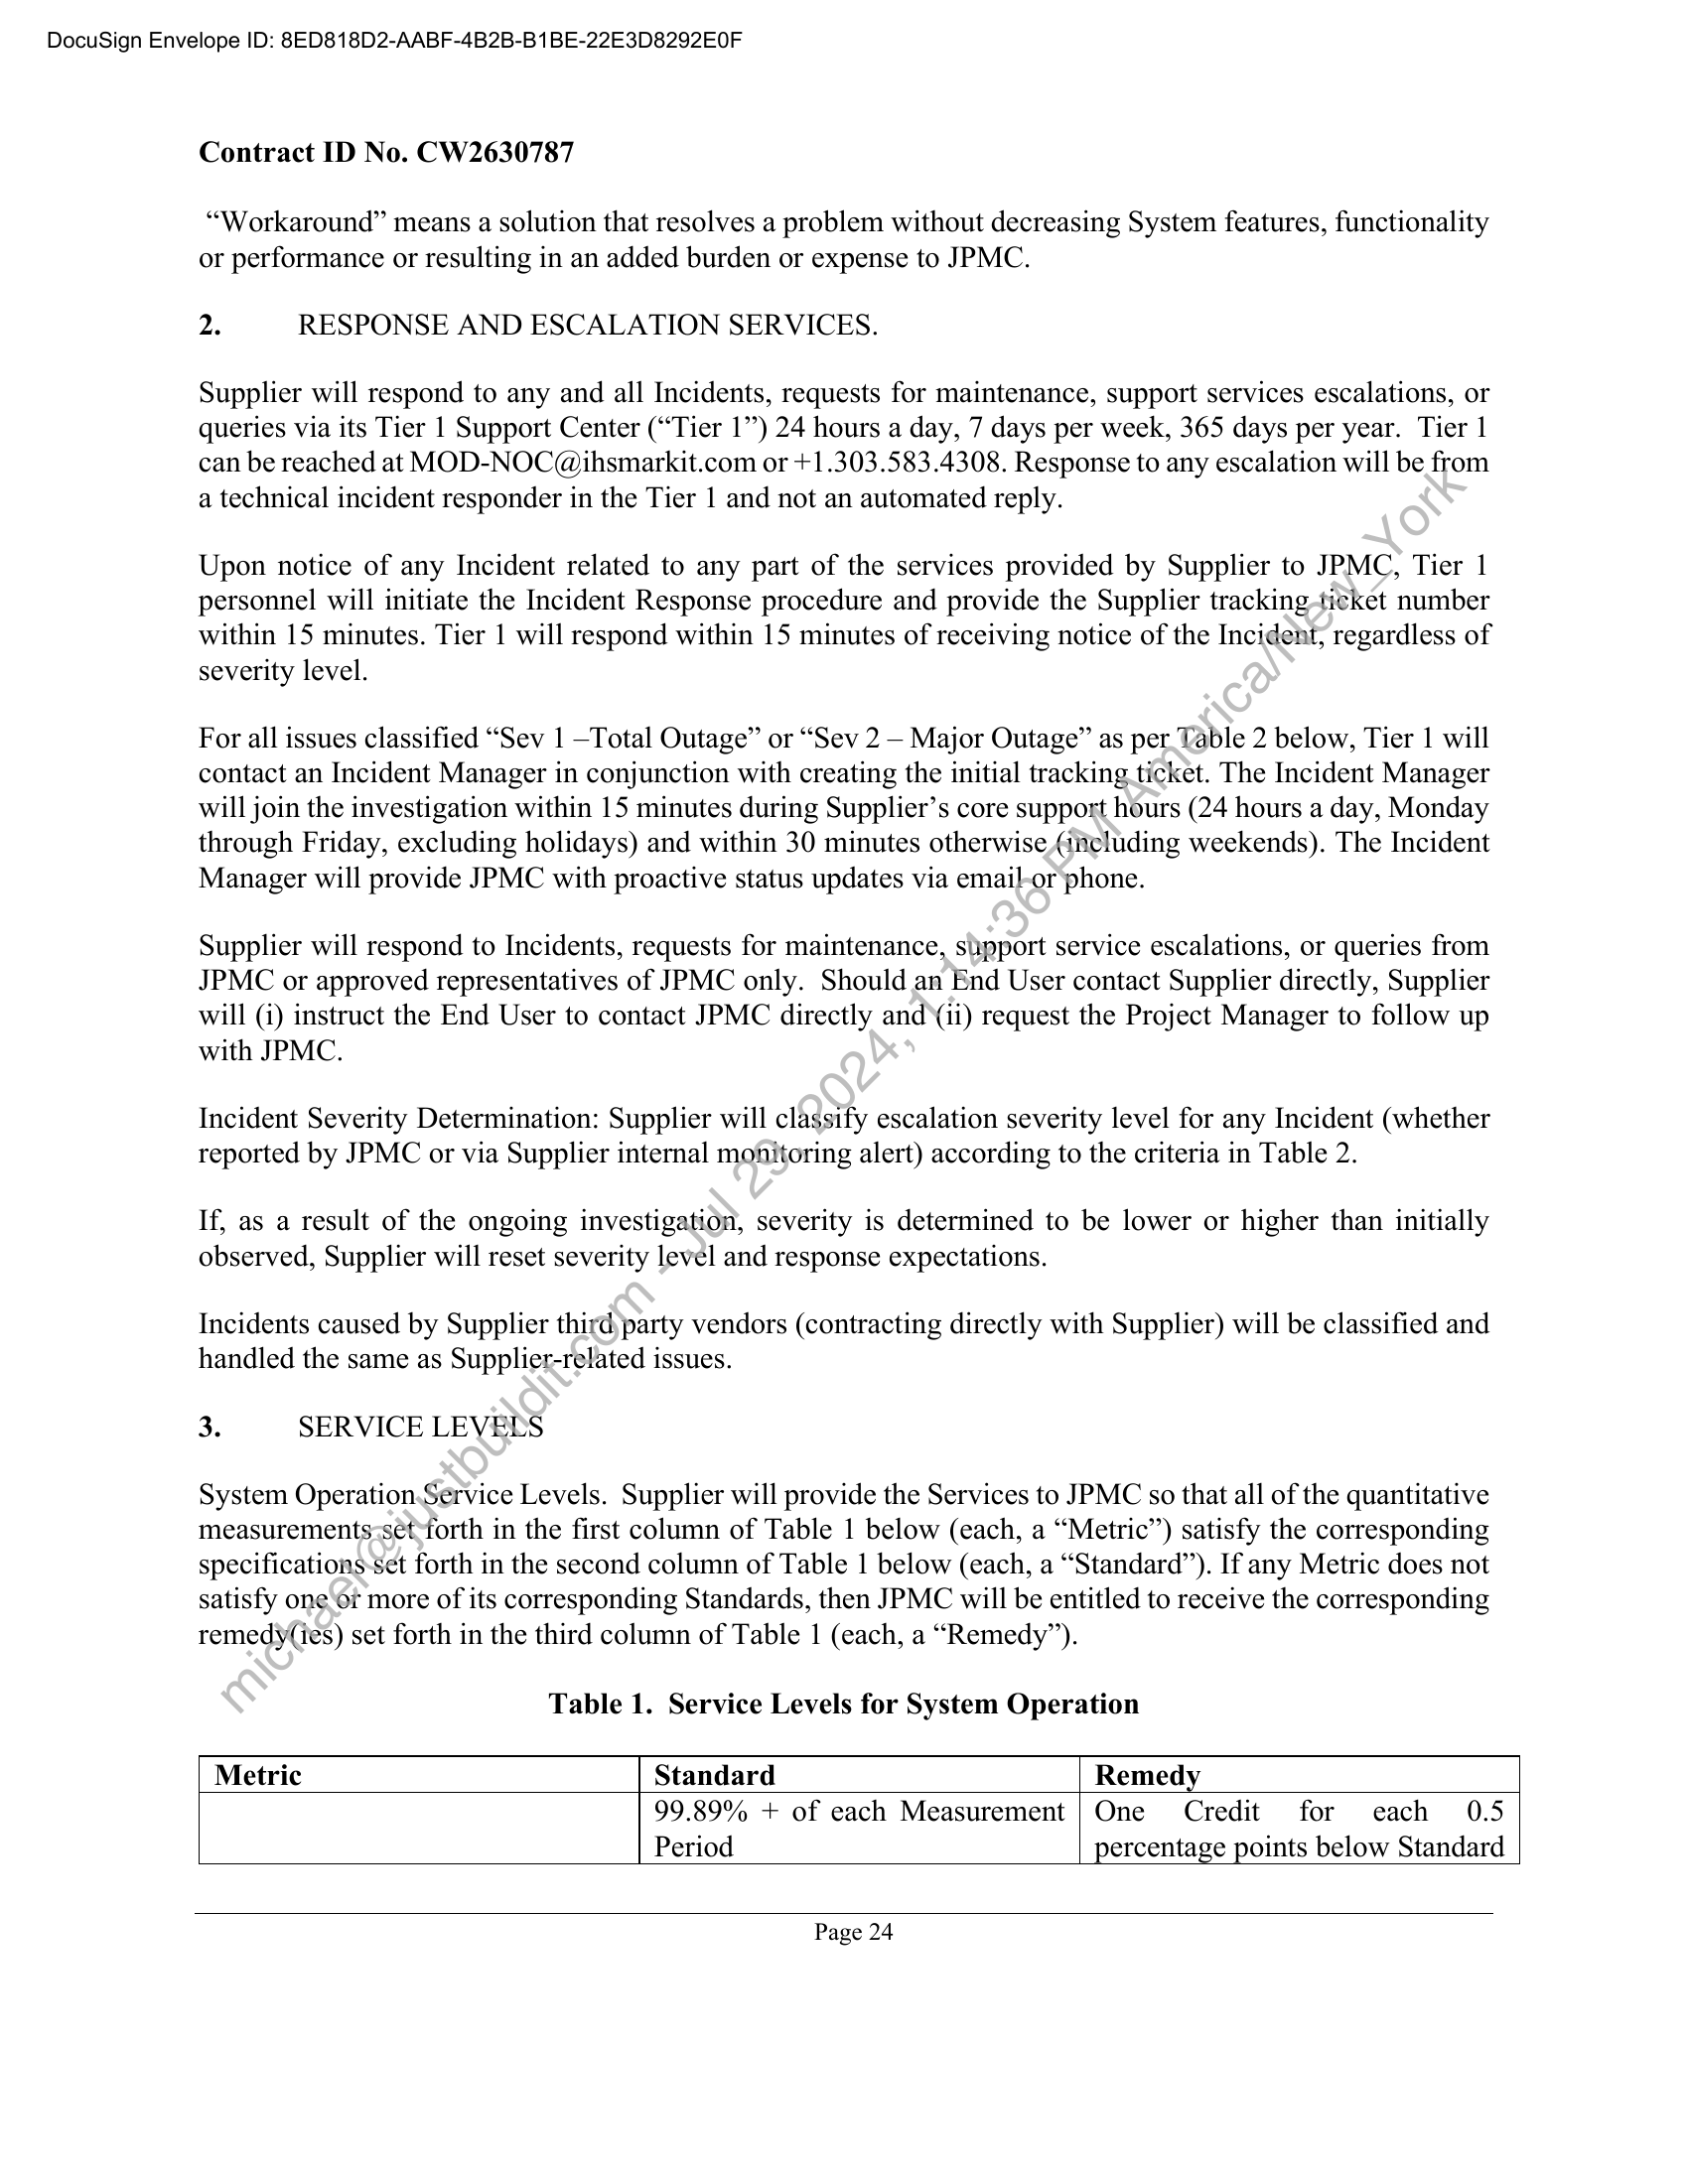 DocuSign Envelope ID: 8ED818D2-AABF-4B2B-B1BE-22E3D8292E0F
Contract ID No. CW2630787
“Workaround” means a solution that resolves a problem without decreasing System features, functionality
or performance or resulting in an added burden or expense to JPMC.
2. RESPONSE AND ESCALATION SERVICES.
Supplier will respond to any and all Incidents, requests for maintenance, support services escalations, or
queries via its Tier 1 Support Center (“Tier 1”) 24 hours a day, 7 days per week, 365 days per year. Tier 1
can be reached at MOD-NOC@ihsmarkit.com or +1.303.583.4308. Response to any escalation will be from
a technical incident responder in the Tier 1 and not an automated reply.
Upon notice of any Incident related to any part of the services provided by Supplier to JPMC, Tier 1
personnel will initiate the Incident Response procedure and provide the Supplier tracking ticket number
within 15 minutes. Tier 1 will respond within 15 minutes of receiving notice of the Incident, regardless of
severity level.
For all issues classified “Sev 1 –Total Outage” or “Sev 2 – Major Outage” as per Table 2 below, Tier 1 will
contact an Incident Manager in conjunction with creating the initial tracking ticket. The Incident Manager
will join the investigation within 15 minutes during Supplier’s core support hours (24 hours a day, Monday
through Friday, excluding holidays) and within 30 minutes otherwise (including weekends). The Incident
Manager will provide JPMC with proactive status updates via email or phone.
Supplier will respond to Incidents, requests for maintenance, support service escalations, or queries from
JPMC or approved representatives of JPMC only. Should an End User contact Supplier directly, Supplier
will (i) instruct the End User to contact JPMC directly and (ii) request the Project Manager to follow up
with JPMC.
Incident Severity Determination: Supplier will classify escalation severity level for any Incident (whether
reported by JPMC or via Supplier internal monitoring alert) according to the criteria in Table 2.
If, as a result of the ongoing investigation, severity is determined to be lower or higher than initially
observed, Supplier will reset severity level and response expectations.
Incidents caused by Supplier third party vendors (contracting directly with Supplier) will be classified and
handled the same as Supplier-related issues.
3. SERVICE LEVELS
System Operation Service Levels. Supplier will provide the Services to JPMC so that all of the quantitative
measurements set forth in the first column of Table 1 below (each, a “Metric”) satisfy the corresponding
specifications set forth in the second column of Table 1 below (each, a “Standard”). If any Metric does not
satisfy one or more of its corresponding Standards, then JPMC will be entitled to receive the corresponding
remedy(ies) set forth in the third column of Table 1 (each, a “Remedy”).
Table 1. Service Levels for System Operation
Metric Standard Remedy
99.89% + of each Measurement One Credit for each 0.5
Period percentage points below Standard
Page 24
michael@justbuildit.com - Jul 29, 2024, 1:14:36 PM America/New_York